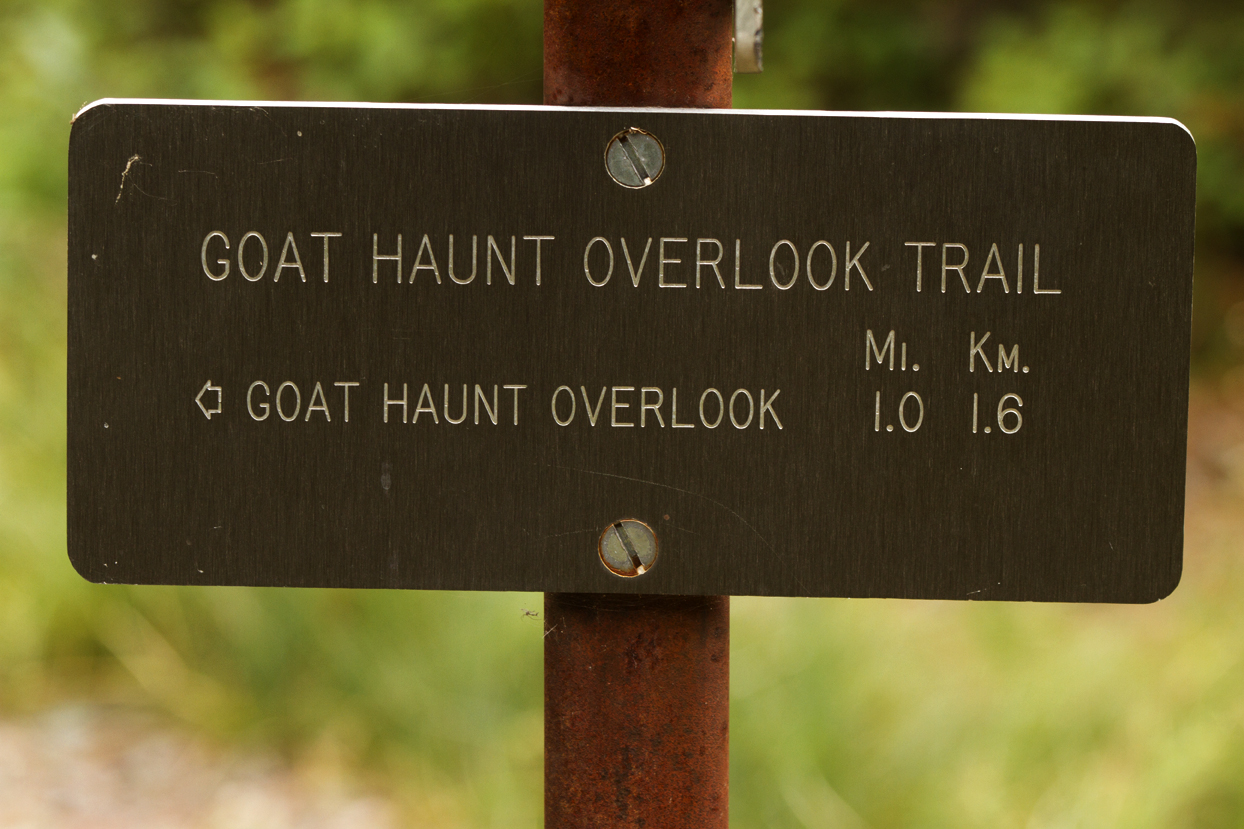 GOAT HAUNT OVERLOOK TRAIL
MI. KM.
⇦ GOAT HAUNT OVERLOOK 1.0 1.6